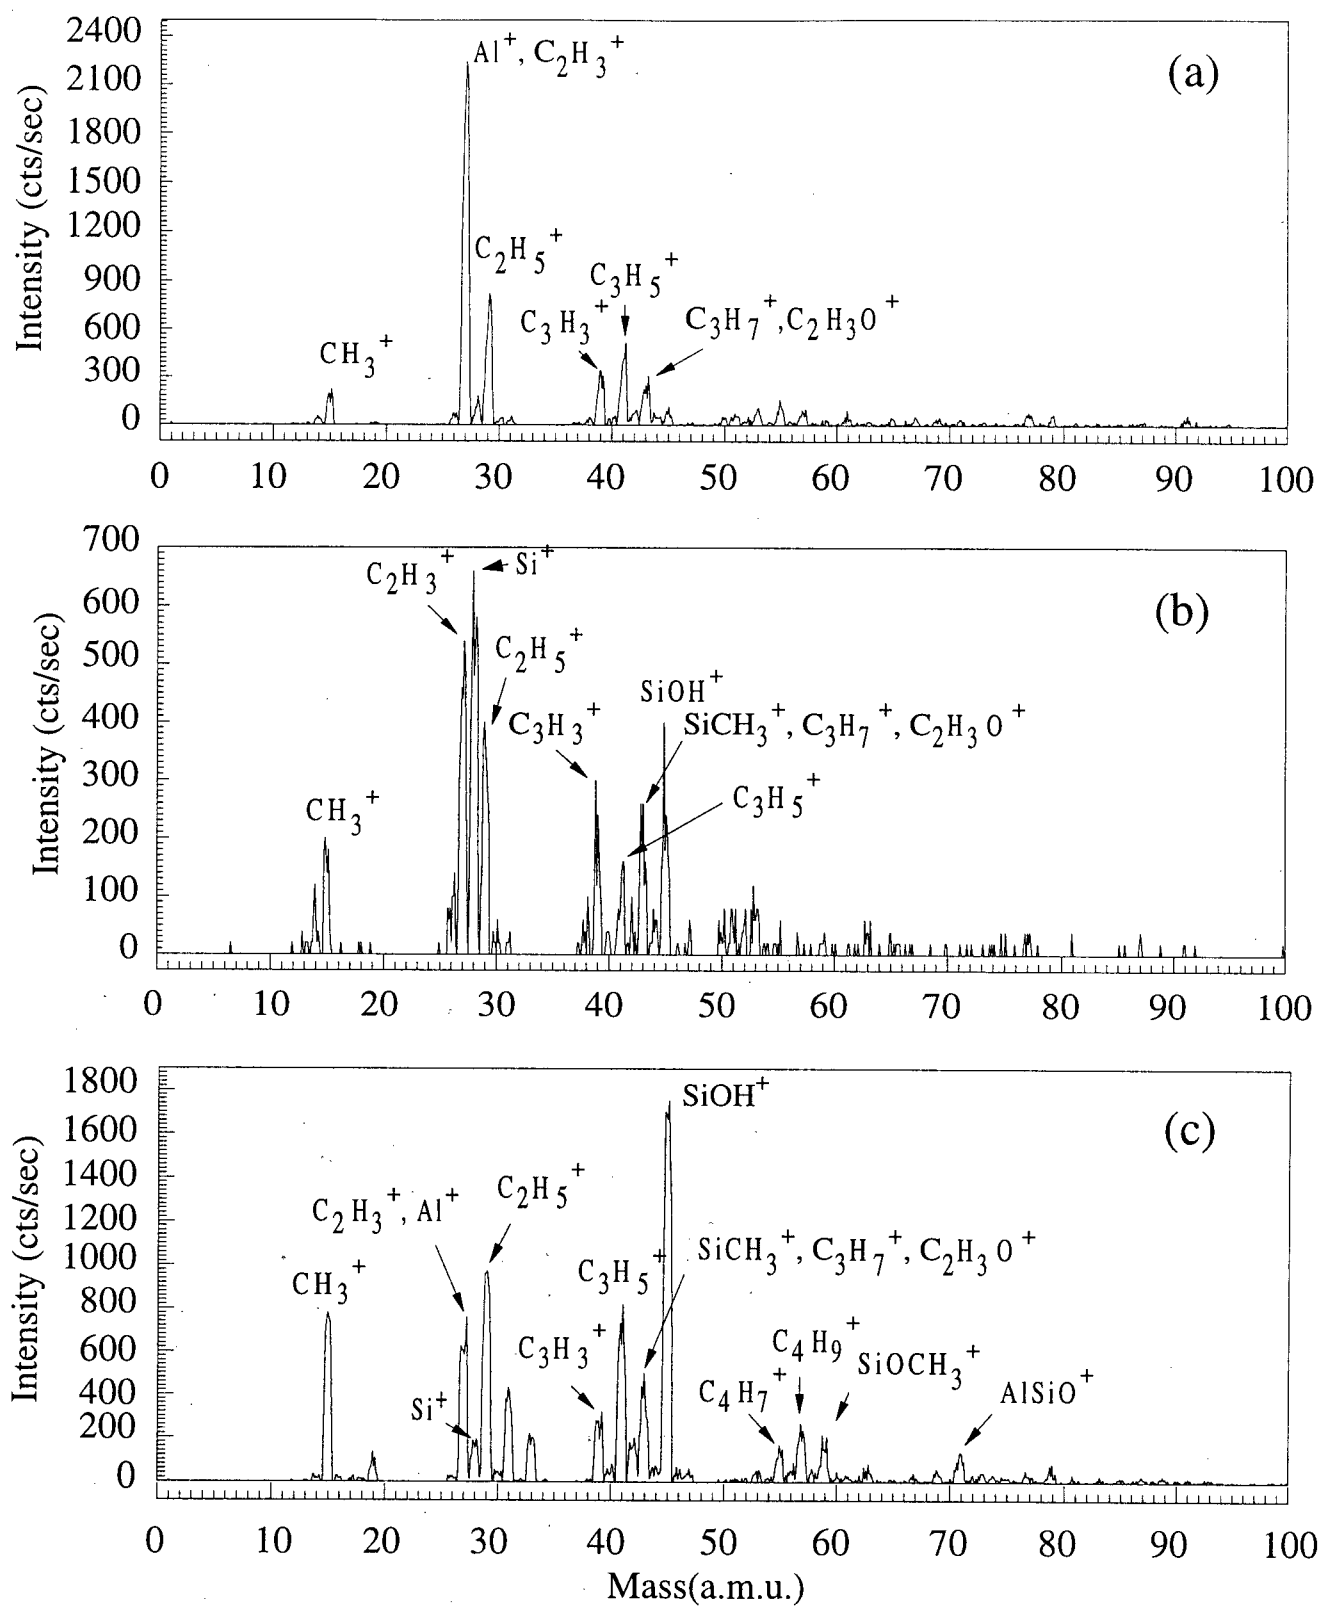 2400
2100
1800
1500
1200
900
600
300
0
Intensity (cts/sec)
Al⁺, C₂H₃⁺
(a)
C₂H₅⁺
C₃H₅⁺
C₃H₃⁺
C₃H₇⁺,C₂H₃O⁺
CH₃⁺
0 10 20 30 40 50 60 70 80 90 100
700
600
500
400
300
200
100
0
Intensity (cts/sec)
C₂H₃⁺
Si⁺
(b)
C₂H₅⁺
SiOH⁺
C₃H₃⁺
SiCH₃⁺, C₃H₇⁺, C₂H₃O⁺
C₃H₅⁺
CH₃⁺
0 10 20 30 40 50 60 70 80 90 100
1800
1600
1400
1200
1000
800
600
400
200
0
Intensity (cts/sec)
SiOH⁺
(c)
C₂H₅⁺
C₂H₃⁺, Al⁺
SiCH₃⁺, C₃H₇⁺, C₂H₃O⁺
C₃H₅⁺
CH₃⁺
C₃H₃⁺
C₄H₉⁺
SiOCH₃⁺
C₄H₇⁺
AlSiO⁺
Si⁺
0 10 20 30 40 50 60 70 80 90 100
Mass(a.m.u.)